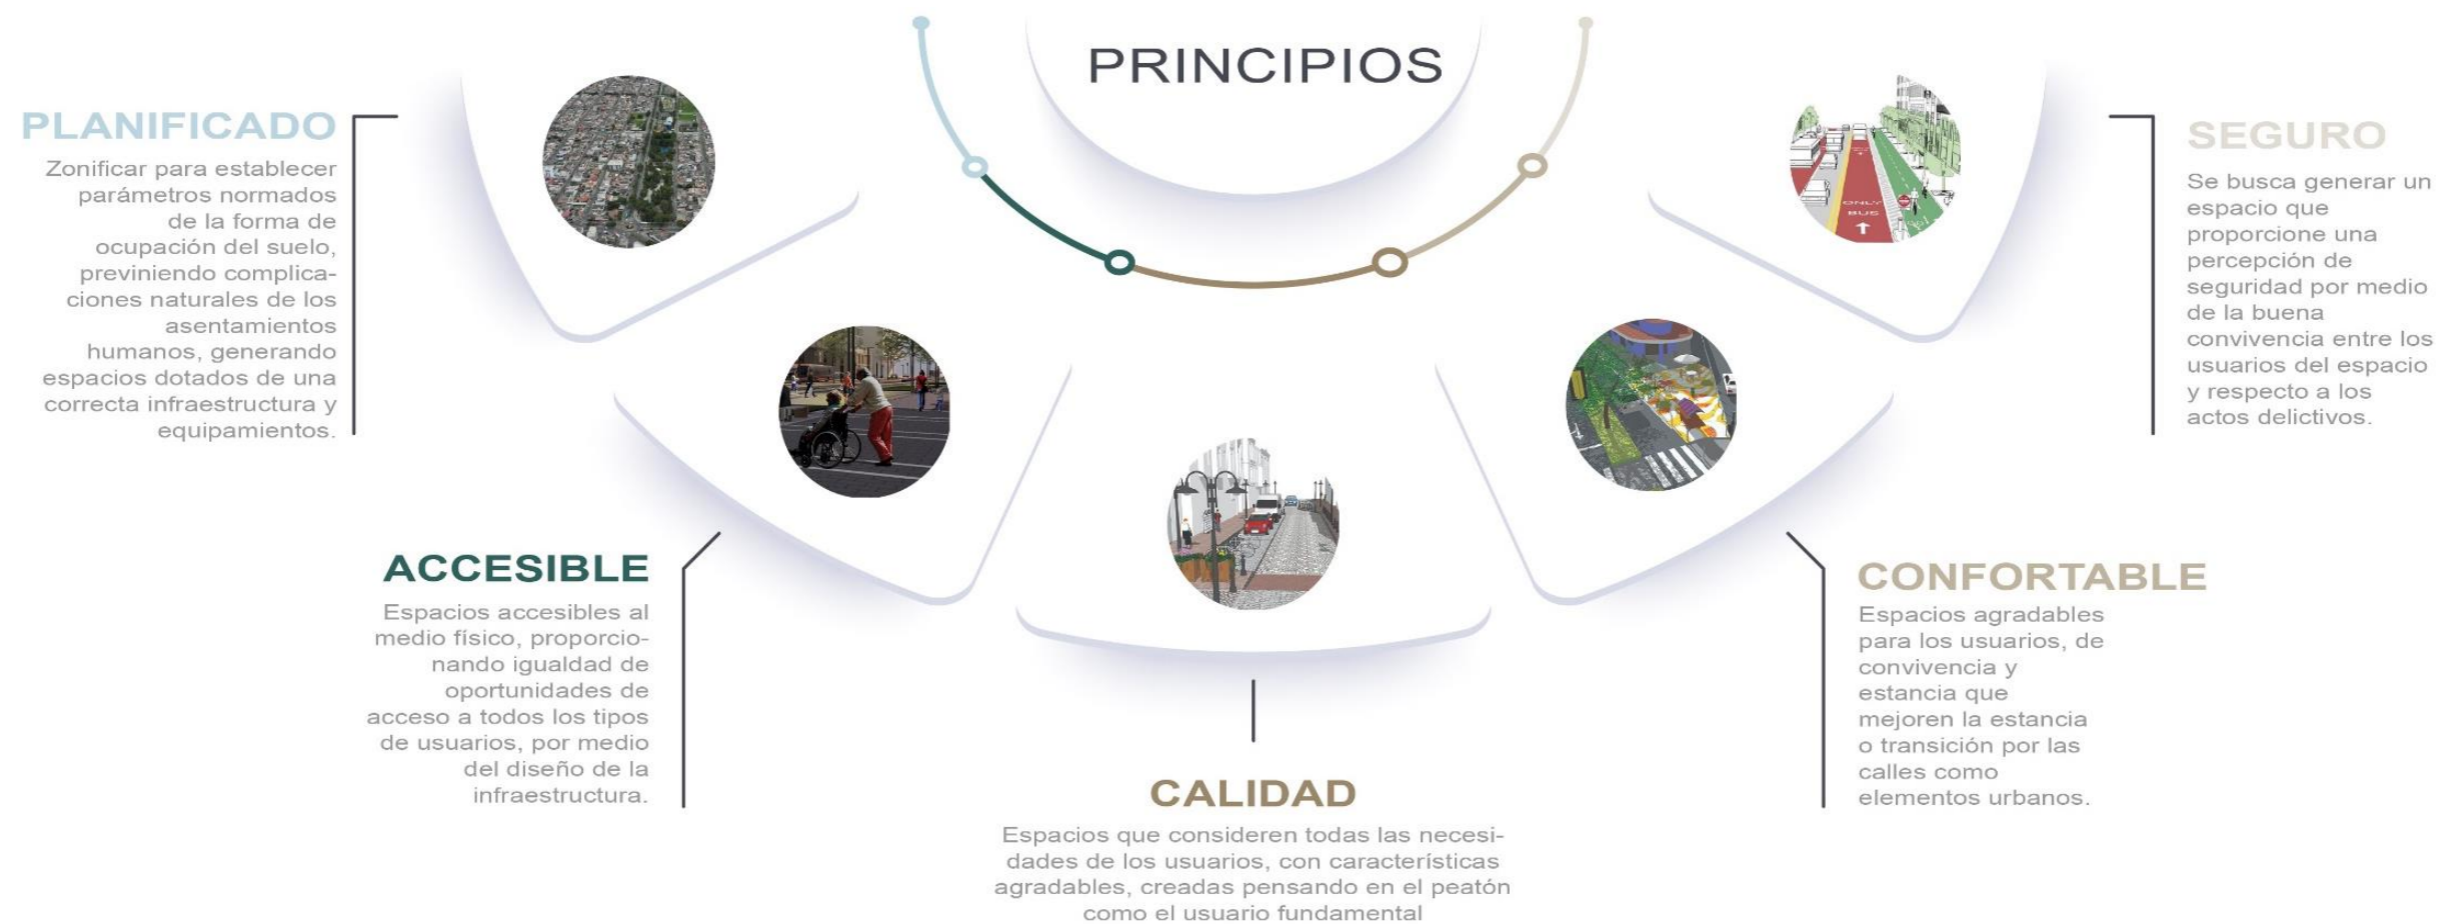 PRINCIPIOS
PLANIFICADO
Zonificar para establecer
parámetros normados
de la forma de
ocupación del suelo,
previniendo complica-
ciones naturales de los
asentamientos
humanos, generando
espacios dotados de una
correcta infraestructura y
equipamientos.
ACCESIBLE
Espacios accesibles al
medio físico, proporcio-
nando igualdad de
oportunidades de
acceso a todos los tipos
de usuarios, por medio
del diseño de la
infraestructura.
CALIDAD
Espacios que consideren todas las necesi-
dades de los usuarios, con características
agradables, creadas pensando en el peatón
como el usuario fundamental
CONFORTABLE
Espacios agradables
para los usuarios, de
convivencia y
estancia que
mejoren la estancia
o transición por las
calles como
elementos urbanos.
SEGURO
Se busca generar un
espacio que
proporcione una
percepción de
seguridad por medio
de la buena
convivencia entre los
usuarios del espacio
y respecto a los
actos delictivos.
ONLY
BUS